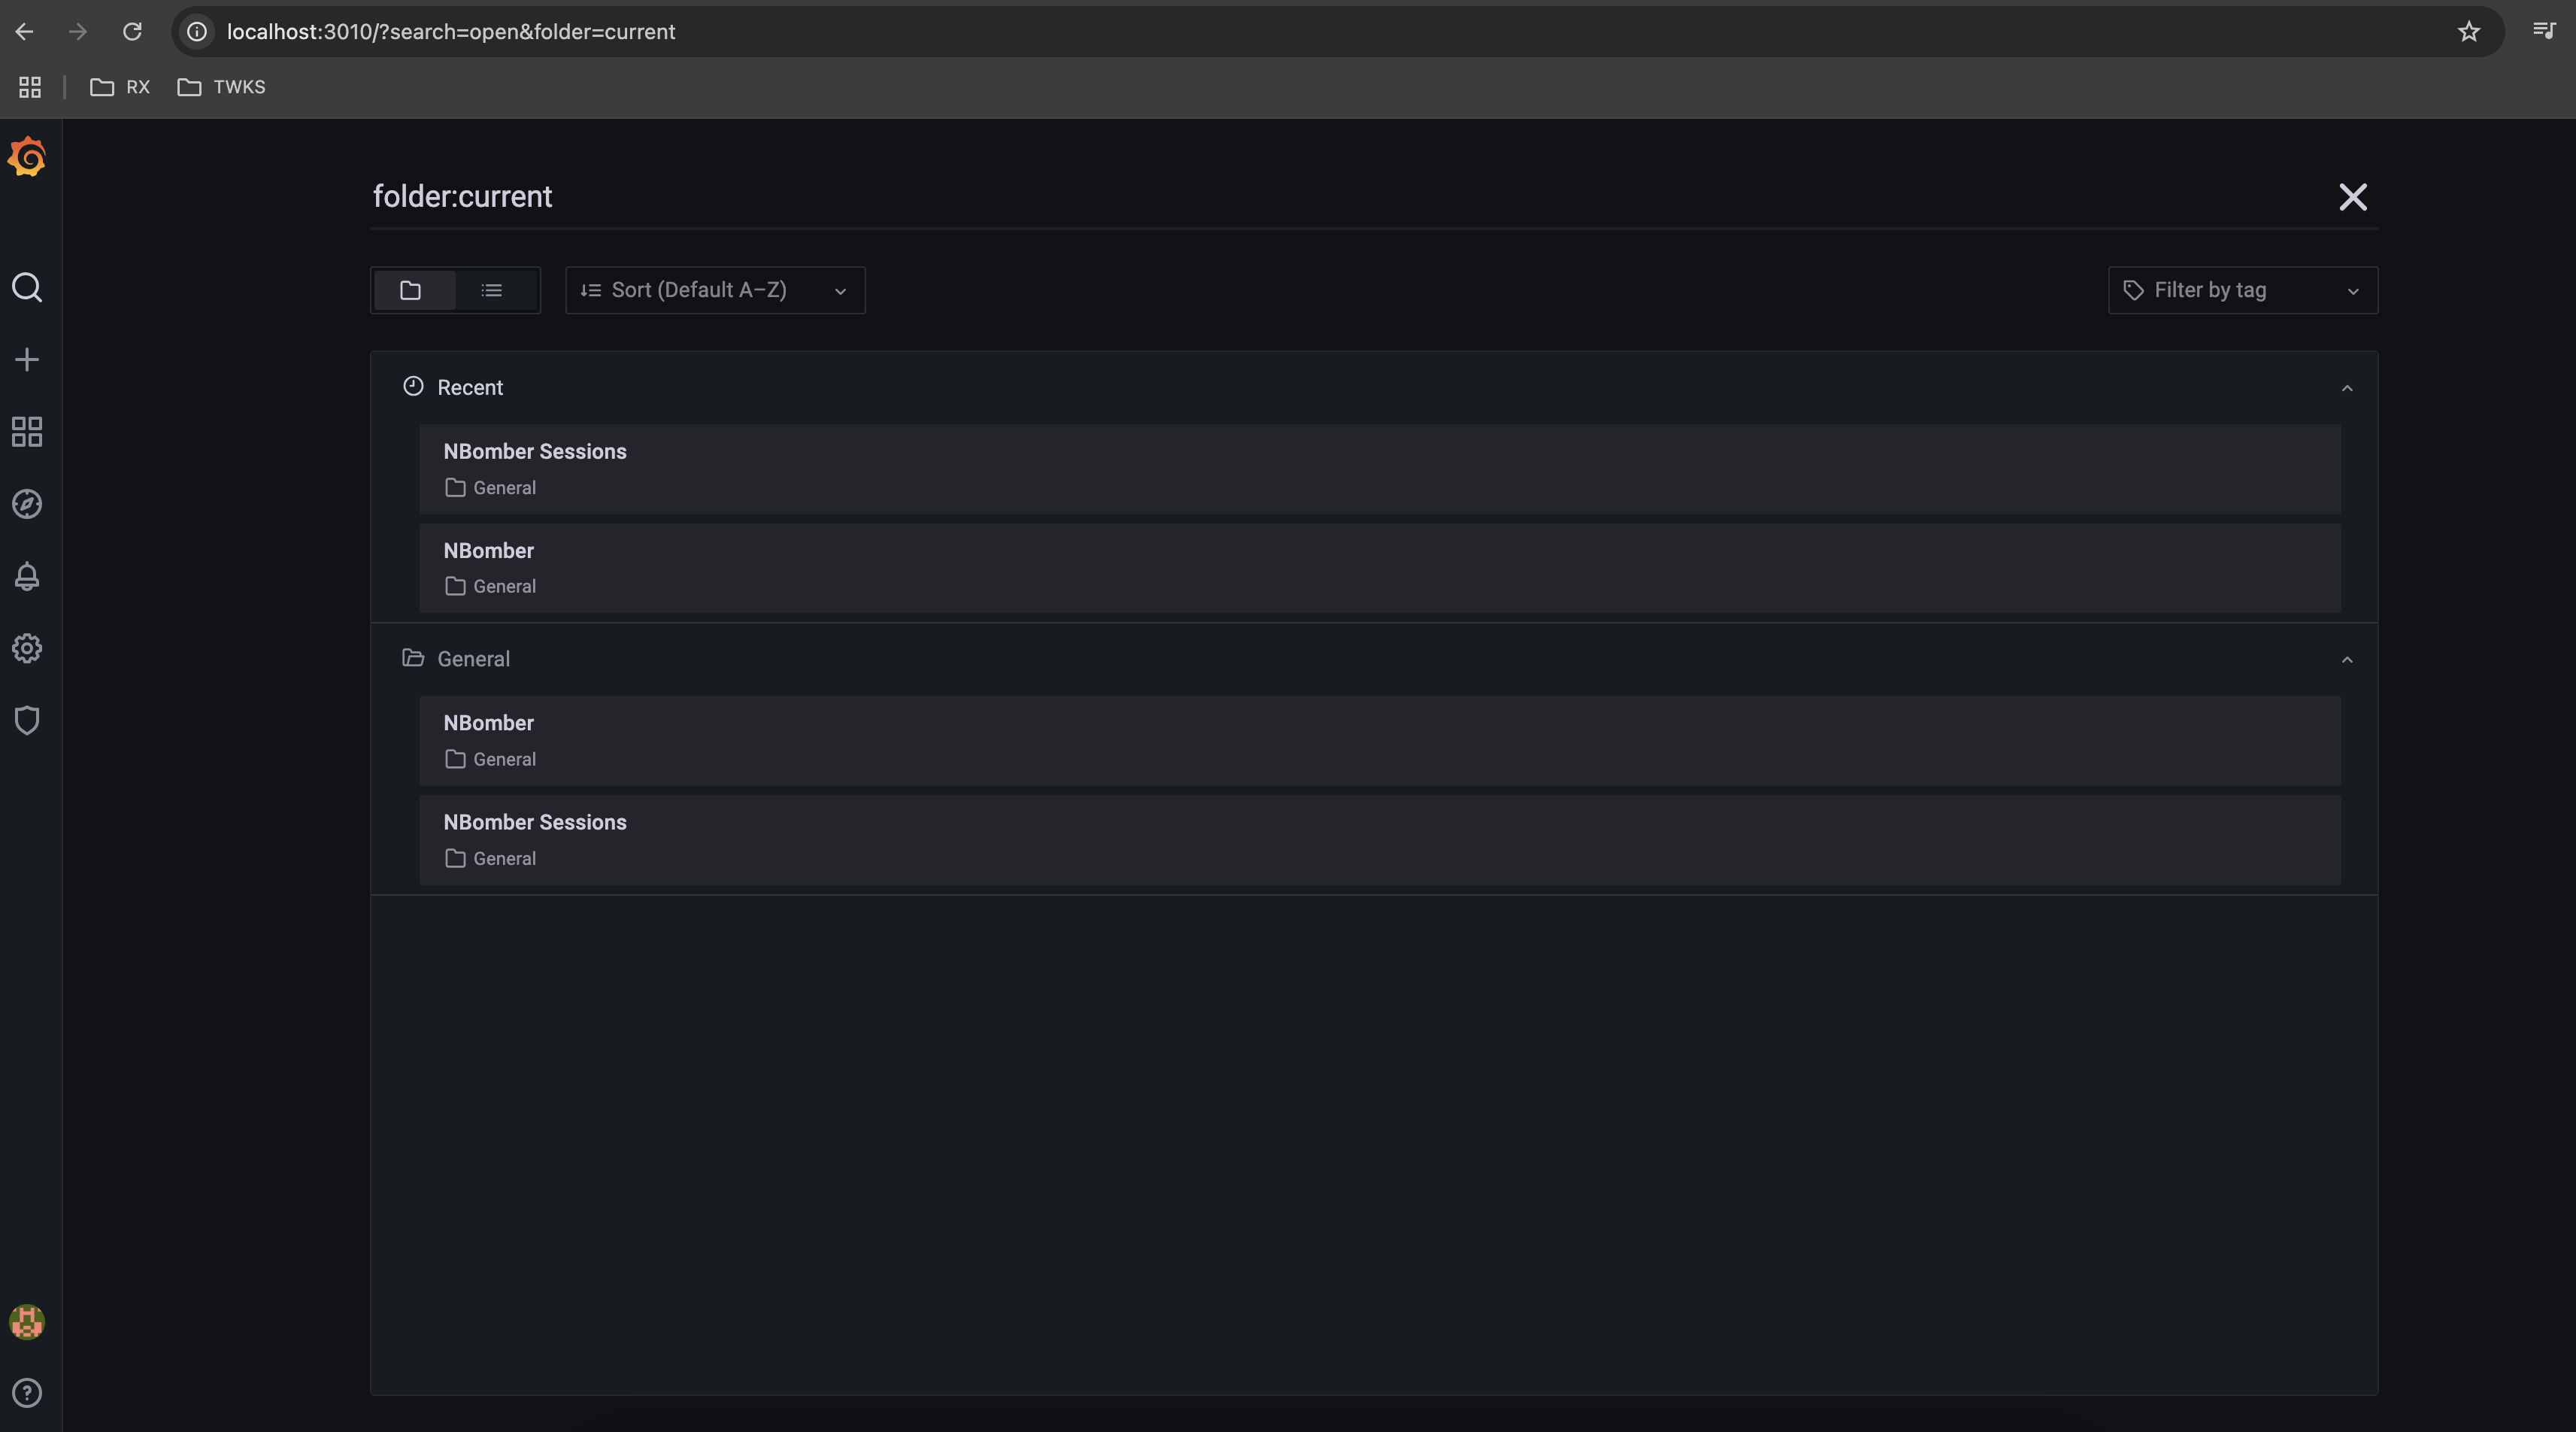 localhost:3010/?search=open&folder=current
RX TWKS
folder:current
Sort (Default A–Z) Filter by tag
Recent
NBomber Sessions
General
NBomber
General
General
NBomber
General
NBomber Sessions
General